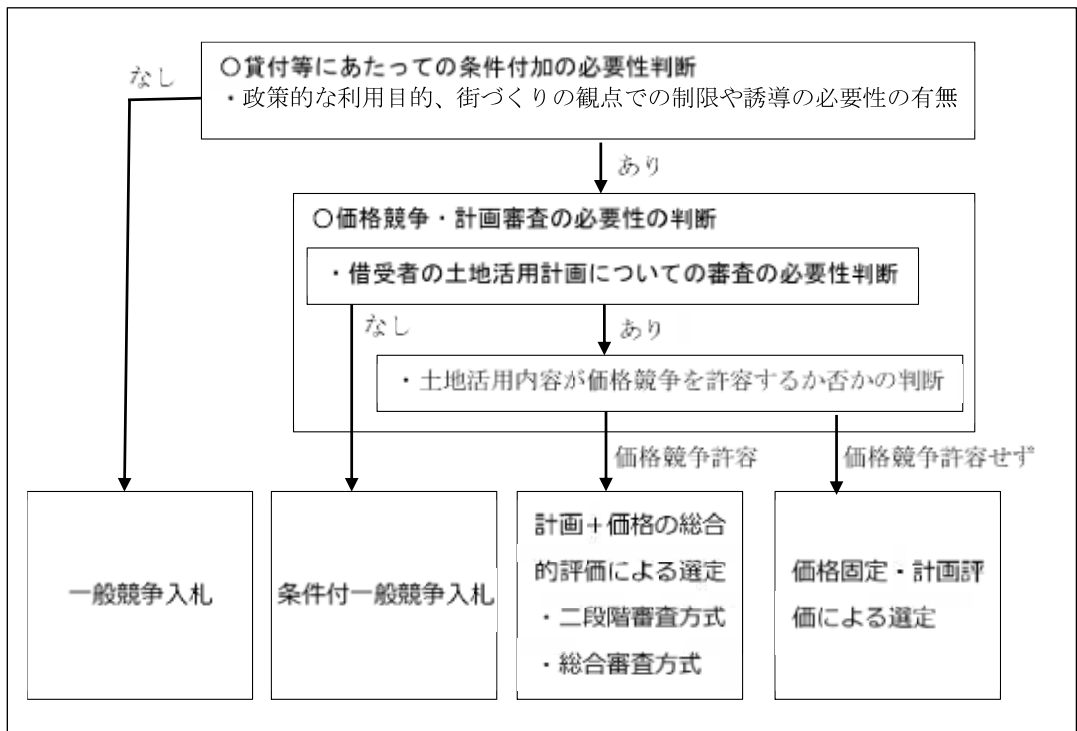 〇貸付等にあたっての条件付加の必要性判断
・政策的な利用目的、街づくりの観点での制限や誘導の必要性の有無
なし
あり
〇価格競争・計画審査の必要性の判断
・借受者の土地活用計画についての審査の必要性判断
なし
あり
・土地活用内容が価格競争を許容するか否かの判断
価格競争許容
価格競争許容せず
一般競争入札
条件付一般競争入札
計画＋価格の総合
的評価による選定
・二段階審査方式
・総合審査方式
価格固定・計画評
価による選定